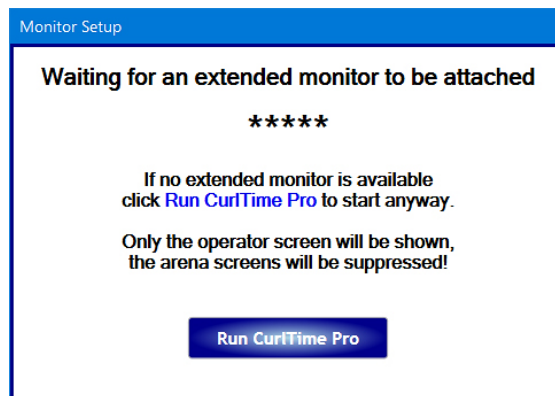 Monitor Setup
Waiting for an extended monitor to be attached
*****
If no extended monitor is available
click Run CurlTime Pro to start anyway.
Only the operator screen will be shown,
the arena screens will be suppressed!
Run CurlTime Pro